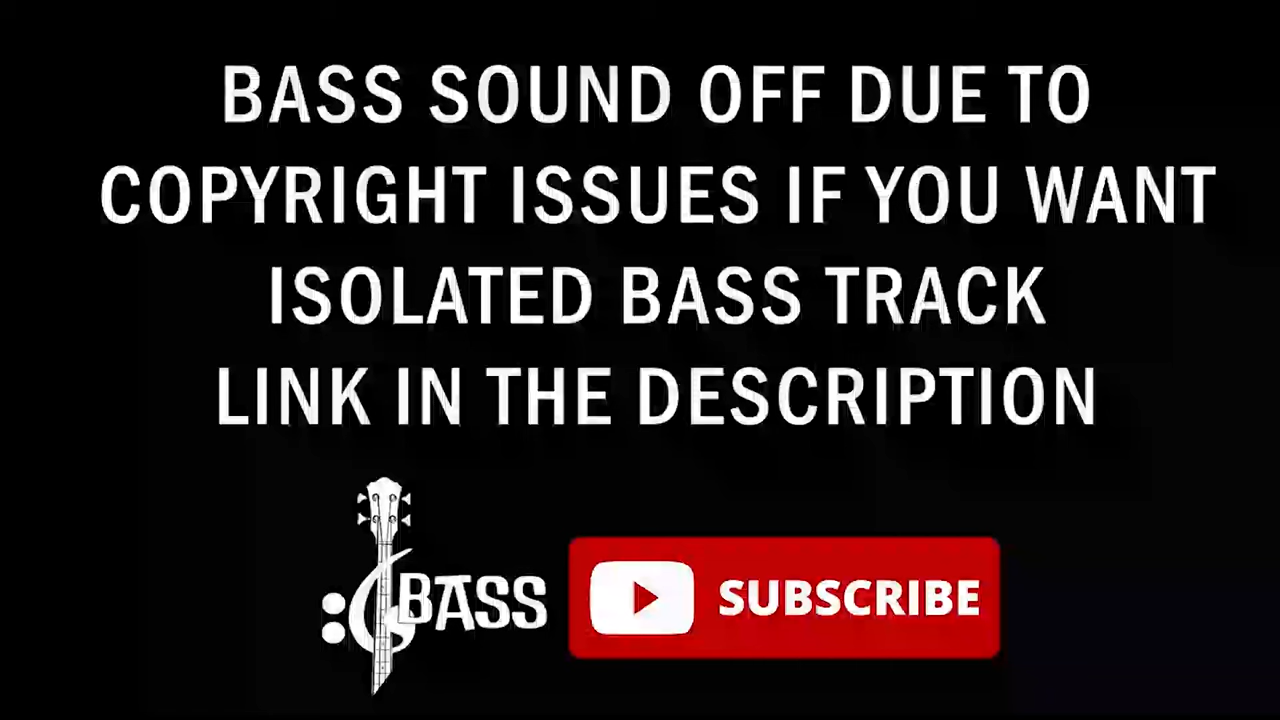 BASS SOUND OFF DUE TO
COPYRIGHT ISSUES IF YOU WANT
ISOLATED BASS TRACK
LINK IN THE DESCRIPTION
BASS
SUBSCRIBE